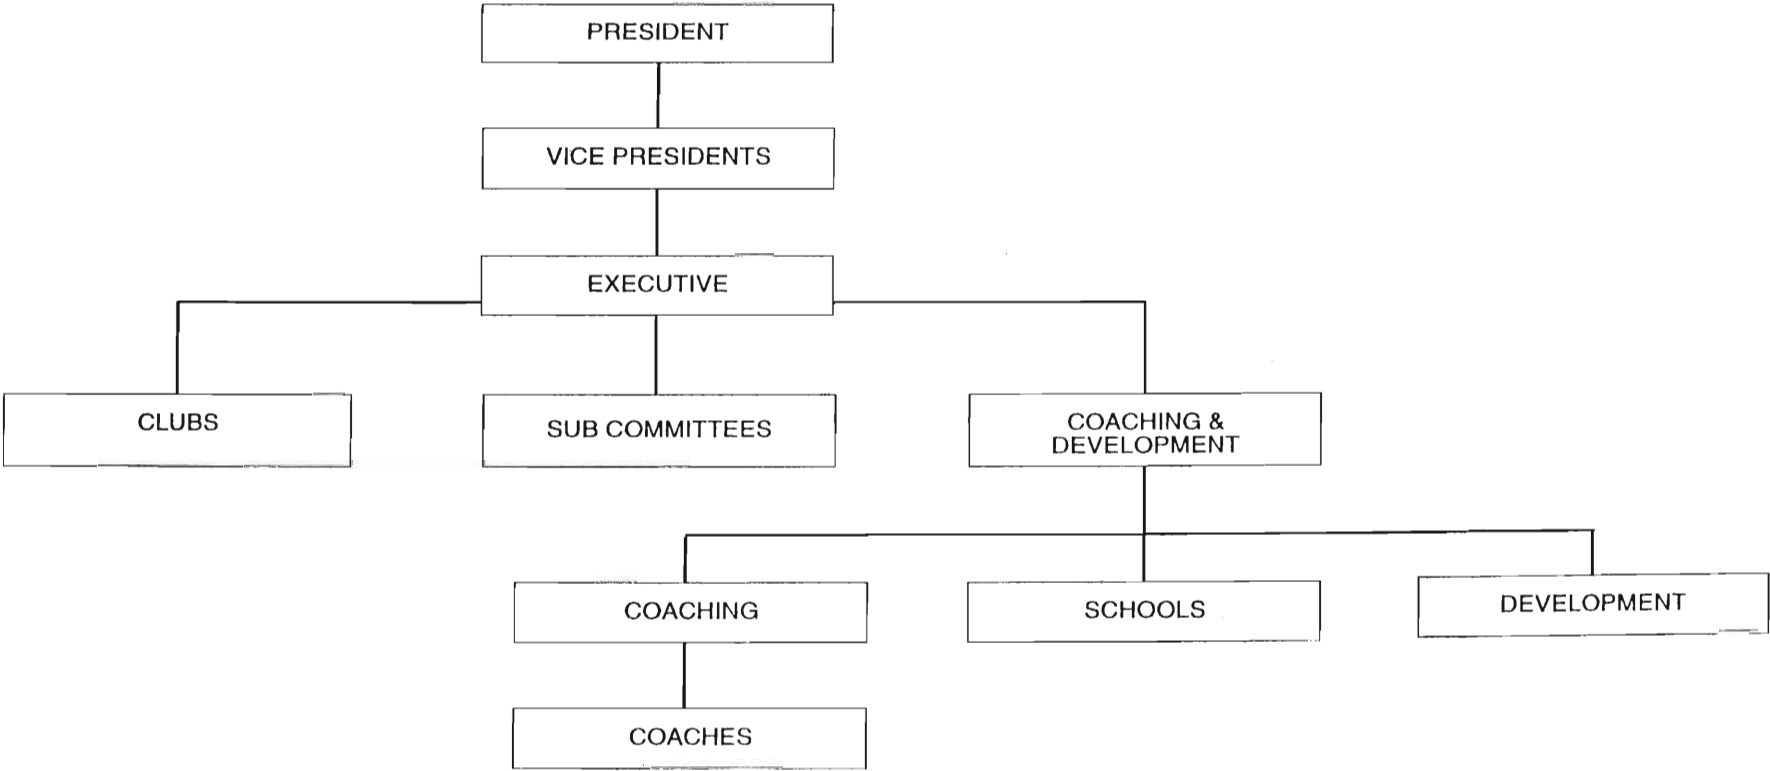 PRESIDENT
VICE PRESIDENTS
EXECUTIVE
CLUBS
SUB COMMITTEES
COACHING &
DEVELOPMENT
COACHING
SCHOOLS
DEVELOPMENT
COACHES